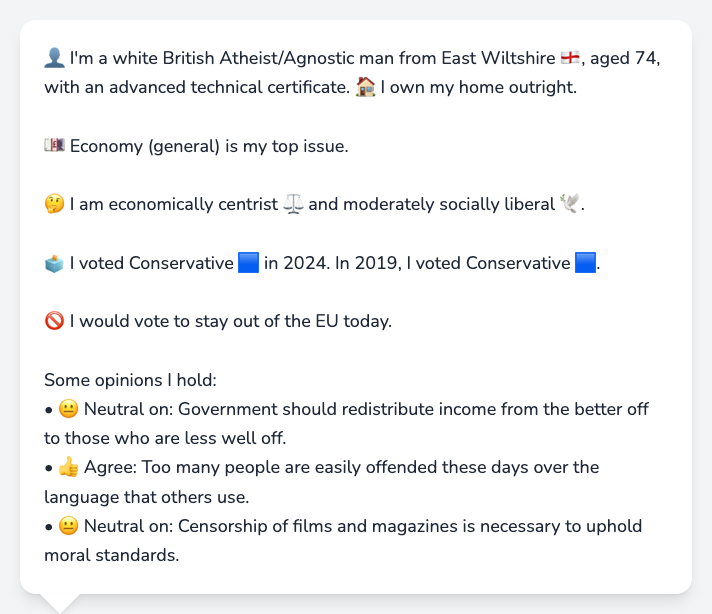 👤 I'm a white British Atheist/Agnostic man from East Wiltshire 🏴󠁧󠁢󠁥󠁮󠁧󠁿, aged 74,
with an advanced technical certificate. 🏠 I own my home outright.
💷 Economy (general) is my top issue.
🤔 I am economically centrist ⚖️ and moderately socially liberal 🕊️.
🗳️ I voted Conservative 🟦 in 2024. In 2019, I voted Conservative 🟦.
🚫 I would vote to stay out of the EU today.
Some opinions I hold:
• 😐 Neutral on: Government should redistribute income from the better off
to those who are less well off.
• 👍 Agree: Too many people are easily offended these days over the
language that others use.
• 😐 Neutral on: Censorship of films and magazines is necessary to uphold
moral standards.